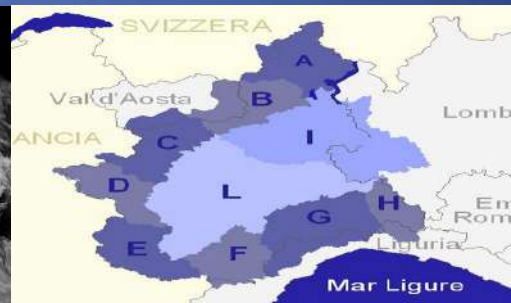 SVIZZERA
A
Val d'Aosta
B
Lomb
ANCIA
C
I
D
L
H
Em
Rom
G
E
F
Liguria
Mar Ligure